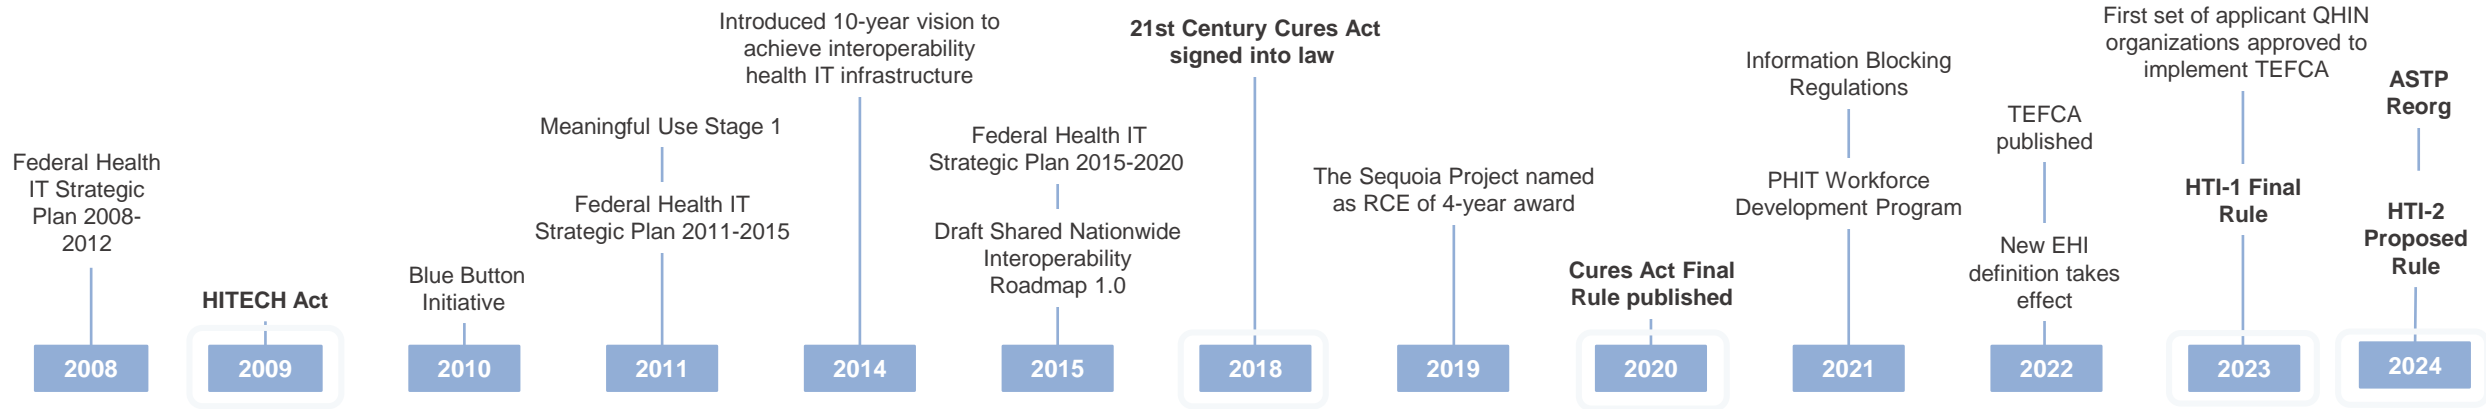 Federal Health
IT Strategic
Plan 2008-
2012
2008
HITECH Act
2009
Blue Button
Initiative
2010
Meaningful Use Stage 1
Federal Health IT
Strategic Plan 2011-2015
2011
Introduced 10-year vision to
achieve interoperability
health IT infrastructure
2014
Federal Health IT
Strategic Plan 2015-2020
Draft Shared Nationwide
Interoperability
Roadmap 1.0
2015
21st Century Cures Act
signed into law
2018
The Sequoia Project named
as RCE of 4-year award
2019
Cures Act Final
Rule published
2020
Information Blocking
Regulations
PHIT Workforce
Development Program
2021
TEFCA
published
New EHI
definition takes
effect
2022
First set of applicant QHIN
organizations approved to
implement TEFCA
HTI-1 Final
Rule
2023
ASTP
Reorg
HTI-2
Proposed
Rule
2024